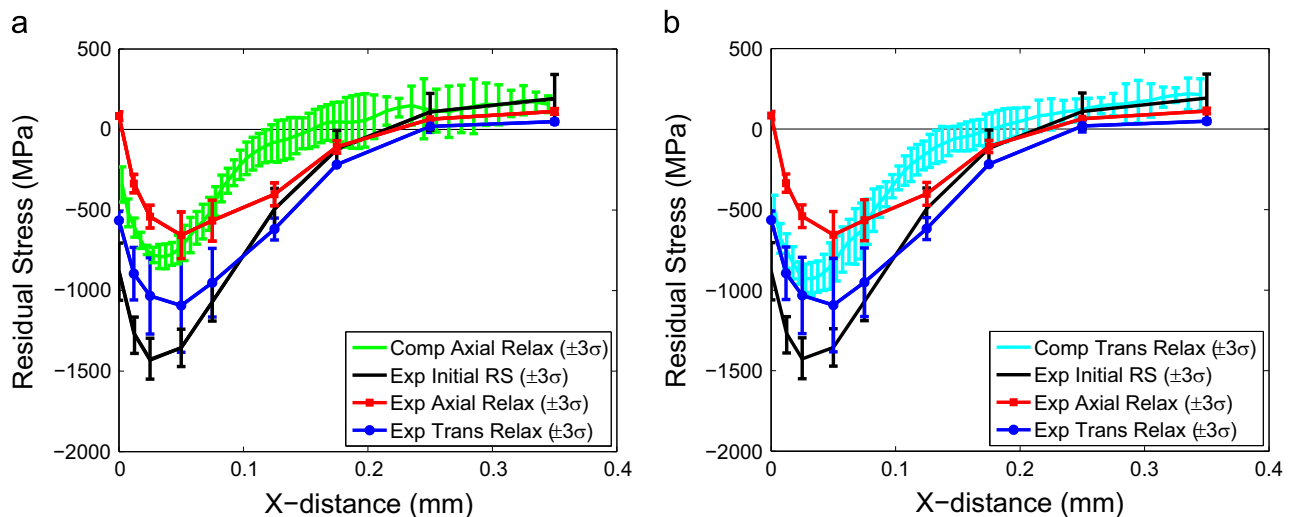 a
500
0
−500
−1000
−1500
−2000
Residual Stress (MPa)
0
0.1
0.2
0.3
0.4
X−distance (mm)
Comp Axial Relax (±3σ)
Exp Initial RS (±3σ)
Exp Axial Relax (±3σ)
Exp Trans Relax (±3σ)
b
500
0
−500
−1000
−1500
−2000
Residual Stress (MPa)
0
0.1
0.2
0.3
0.4
X−distance (mm)
Comp Trans Relax (±3σ)
Exp Initial RS (±3σ)
Exp Axial Relax (±3σ)
Exp Trans Relax (±3σ)